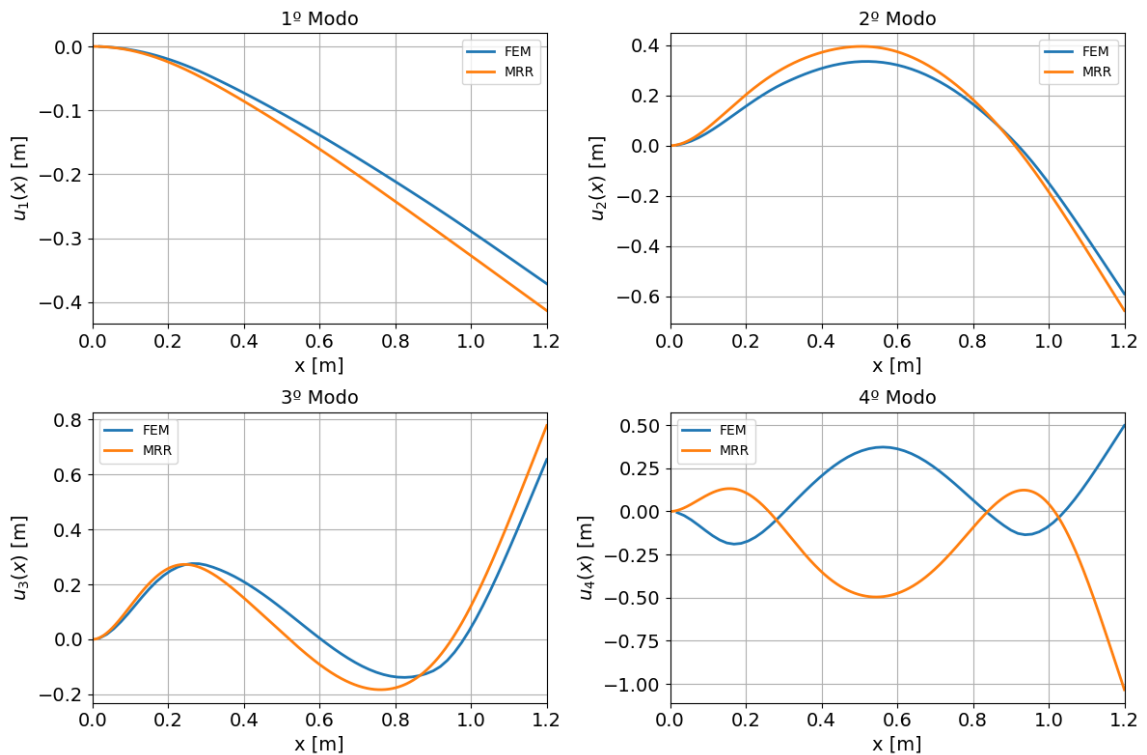 1º Modo
0.0
−0.1
−0.2
−0.3
−0.4
u₁(x) [m]
FEM
MRR
0.0 0.2 0.4 0.6 0.8 1.0 1.2
x [m]
2º Modo
0.4
0.2
0.0
−0.2
−0.4
−0.6
u₂(x) [m]
FEM
MRR
0.0 0.2 0.4 0.6 0.8 1.0 1.2
x [m]
3º Modo
0.8
0.6
0.4
0.2
0.0
−0.2
u₃(x) [m]
FEM
MRR
0.0 0.2 0.4 0.6 0.8 1.0 1.2
x [m]
4º Modo
0.50
0.25
0.00
−0.25
−0.50
−0.75
−1.00
u₄(x) [m]
FEM
MRR
0.0 0.2 0.4 0.6 0.8 1.0 1.2
x [m]